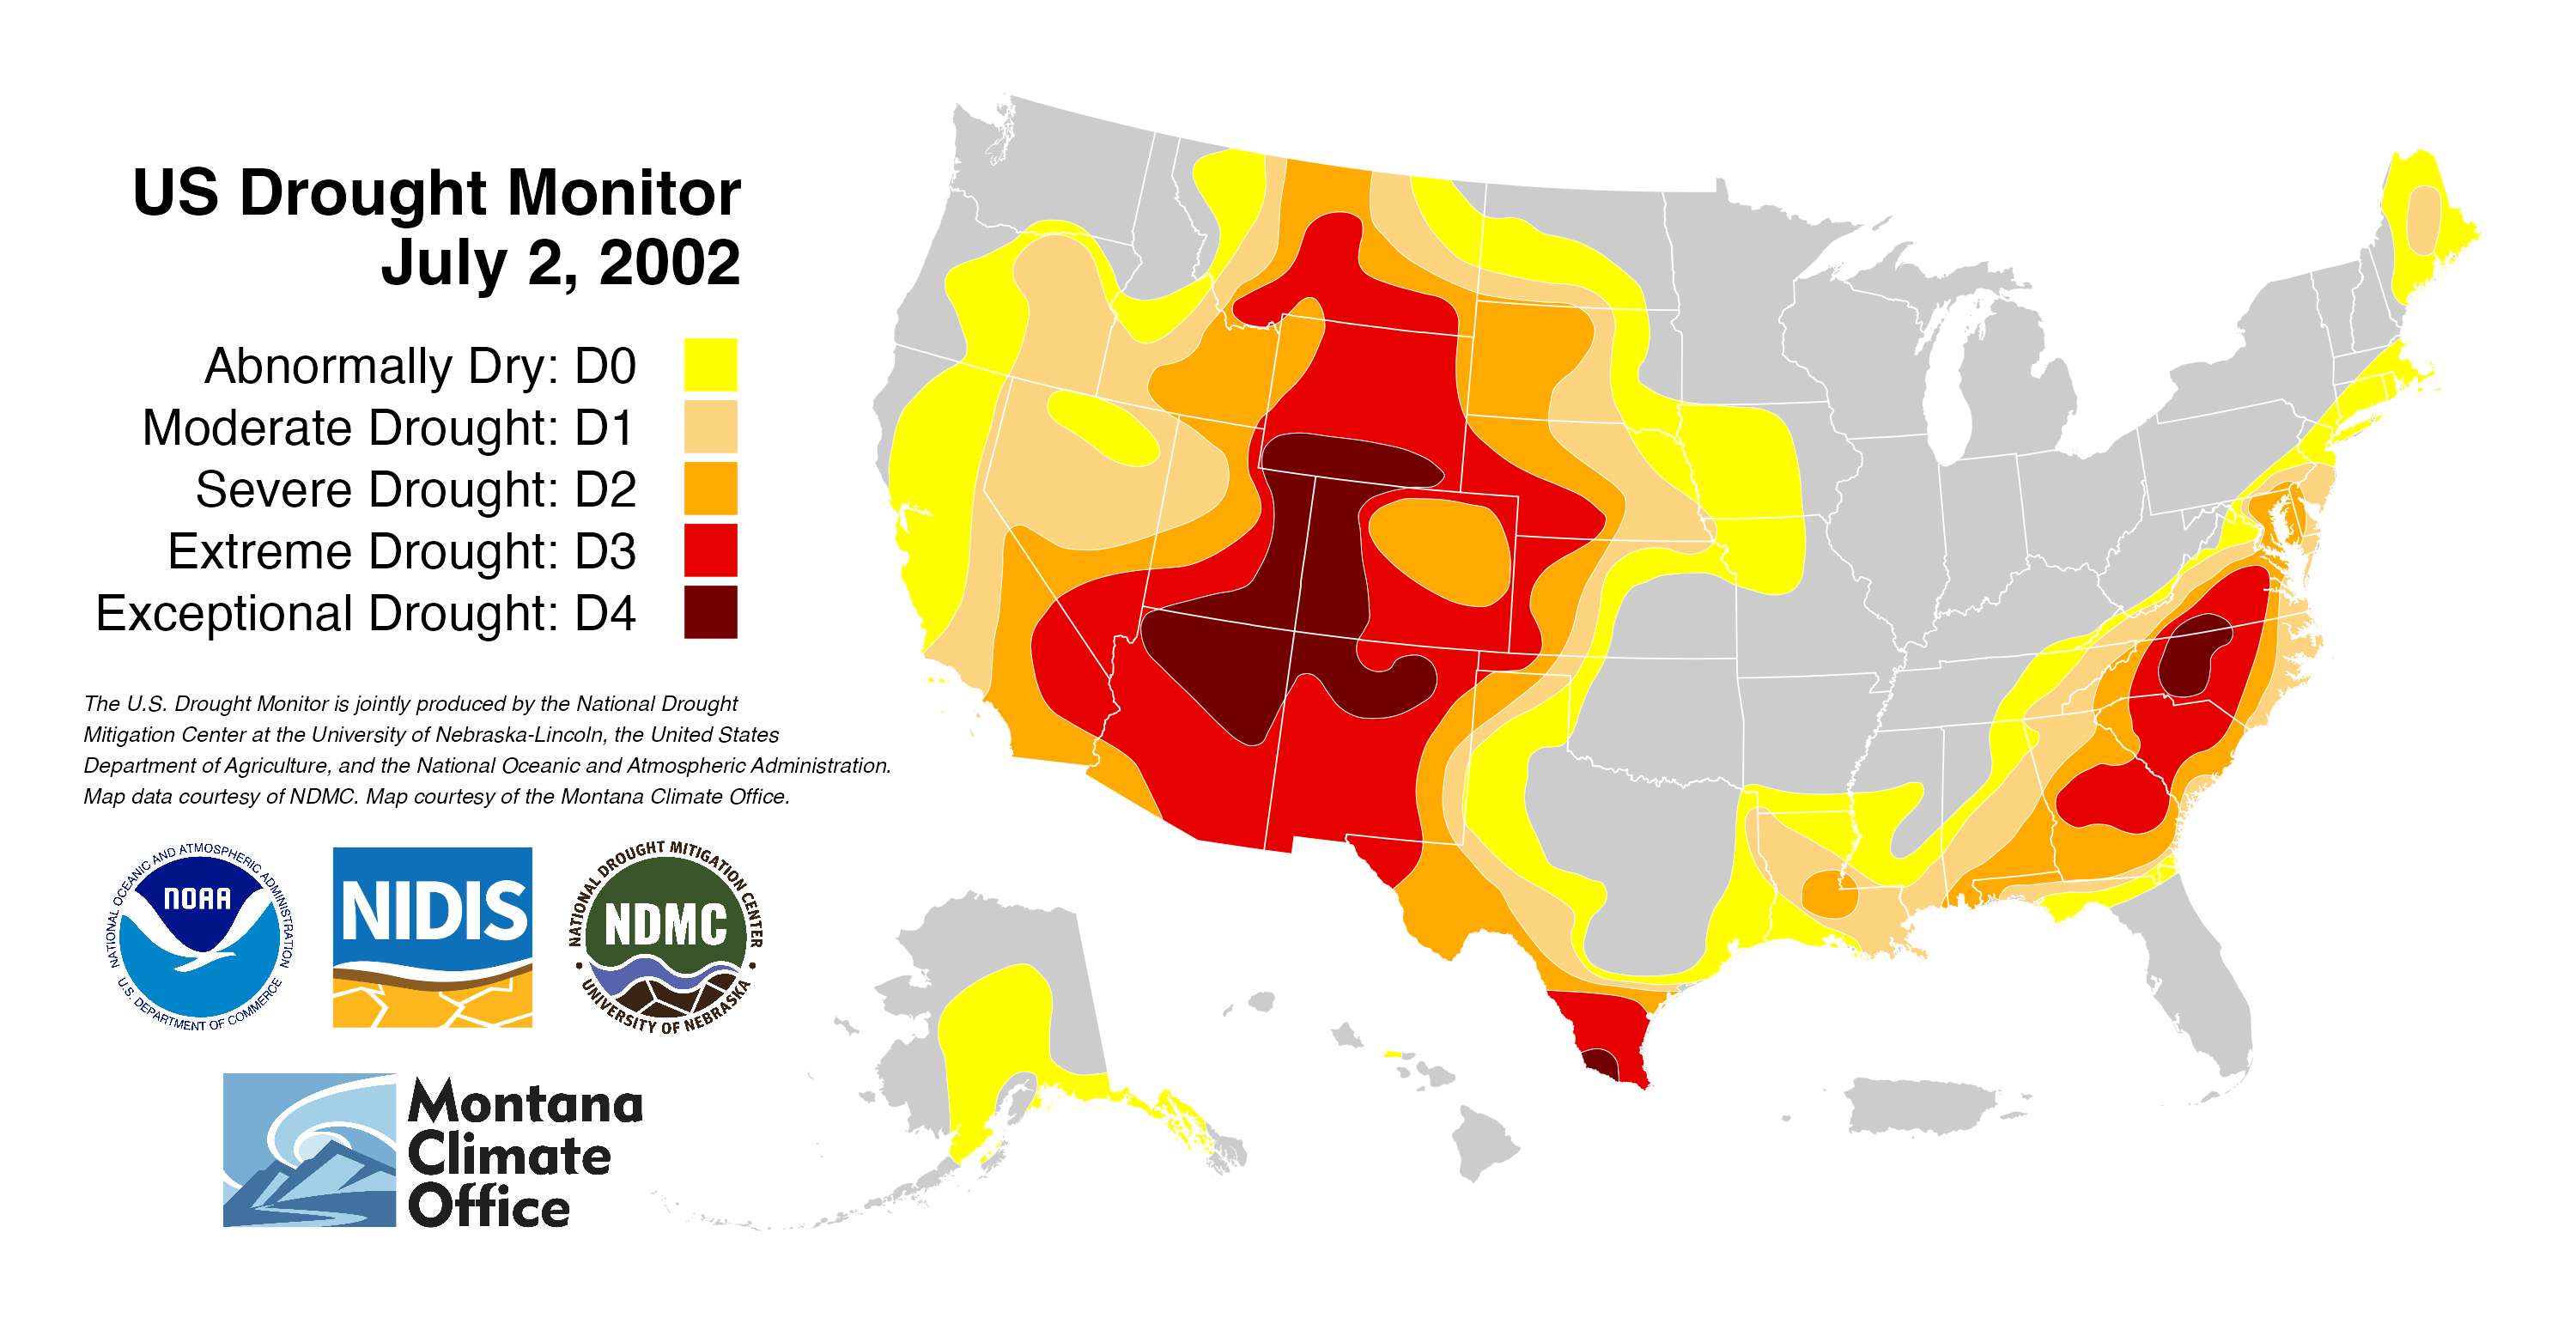 US Drought Monitor
July 2, 2002
Abnormally Dry: D0
Moderate Drought: D1
Severe Drought: D2
Extreme Drought: D3
Exceptional Drought: D4
The U.S. Drought Monitor is jointly produced by the National Drought
Mitigation Center at the University of Nebraska-Lincoln, the United States
Department of Agriculture, and the National Oceanic and Atmospheric Administration.
Map data courtesy of NDMC. Map courtesy of the Montana Climate Office.
NATIONAL OCEANIC AND ATMOSPHERIC ADMINISTRATION
NOAA
U.S. DEPARTMENT OF COMMERCE
NIDIS
NATIONAL DROUGHT MITIGATION CENTER
NDMC
UNIVERSITY OF NEBRASKA
Montana
Climate
Office